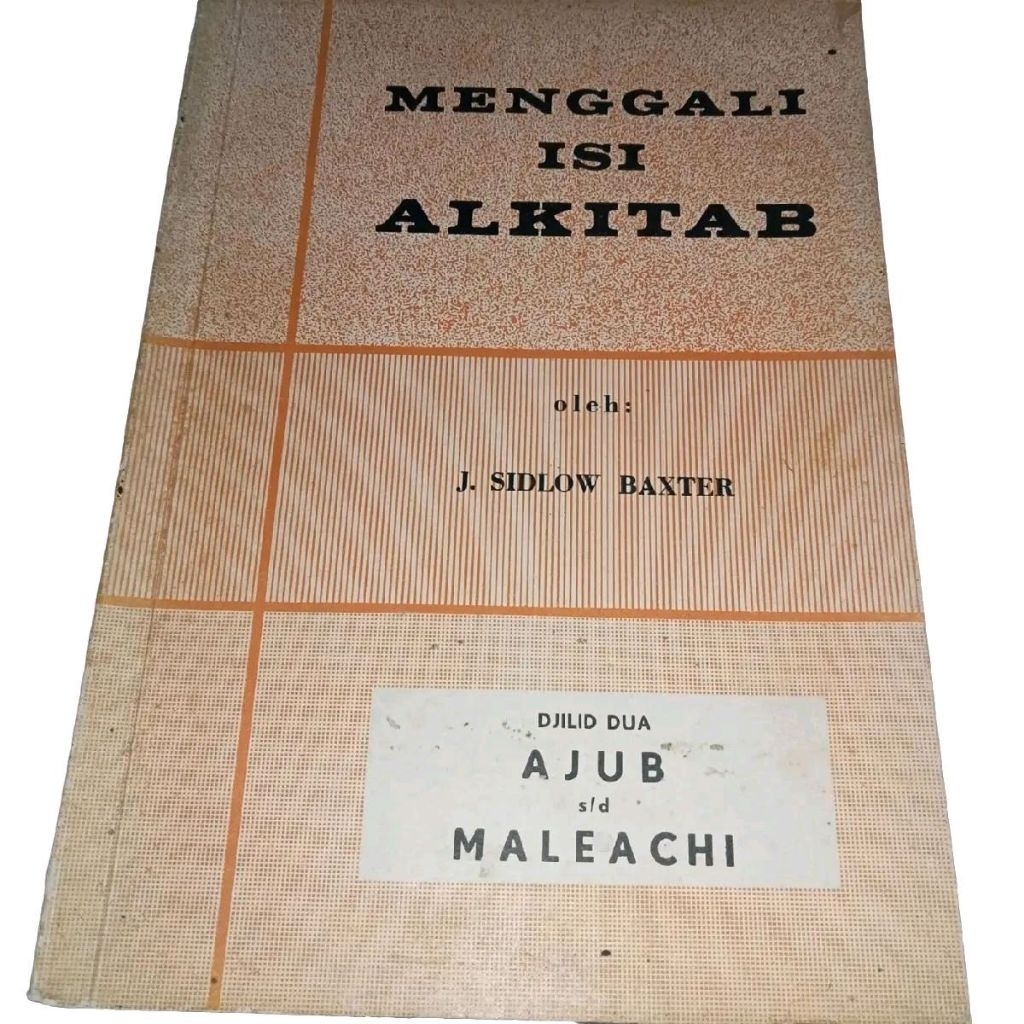 MENGGALI
ISI
ALKITAB
oleh:
J. SIDLOW BAXTER
DJILID DUA
AJUB
s/d
MALEACHI